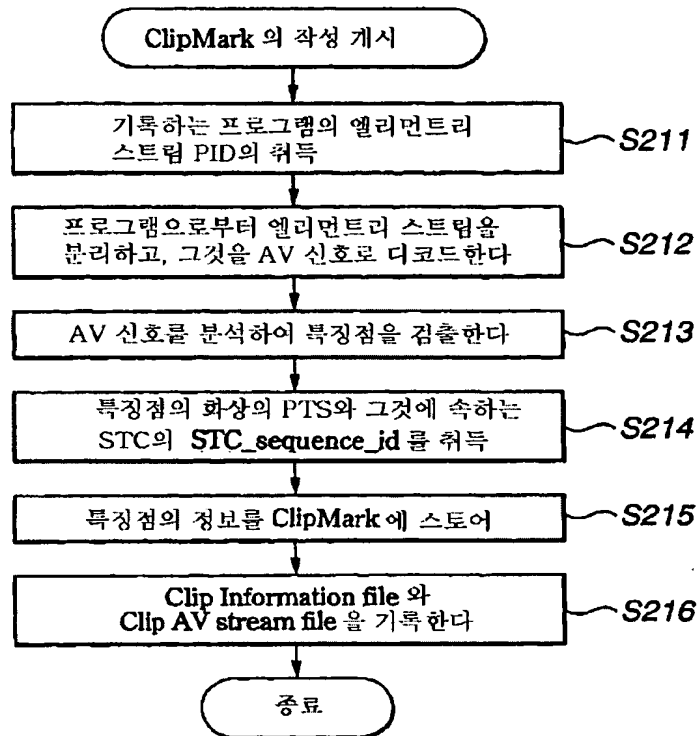 ClipMark 의 작성 게시
기록하는 프로그램의 엘리먼트리
스트림 PID의 취득
S211
프로그램으로부터 엘리먼트리 스트림을
분리하고, 그것을 AV 신호로 디코드한다
S212
AV 신호를 분석하여 특징점을 검출한다
S213
특징점의 화상의 PTS와 그것에 속하는
STC의 STC_sequence_id 를 취득
S214
특징점의 정보를 ClipMark 에 스토어
S215
Clip Information file 와
Clip AV stream file 을 기록한다
S216
종료